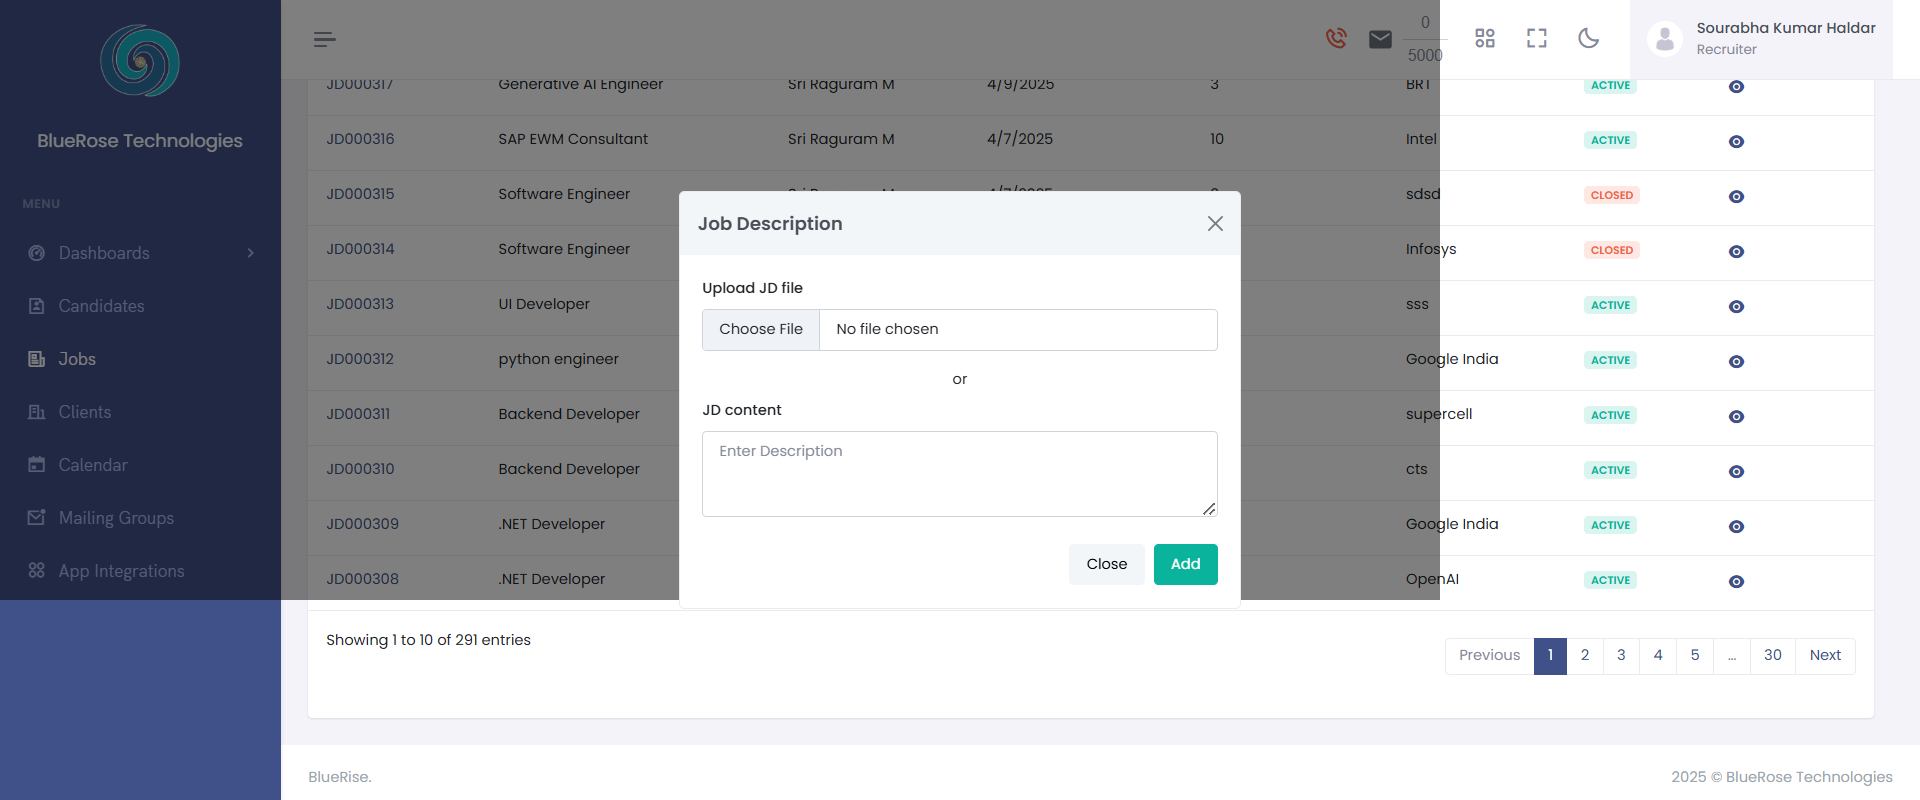 BlueRose Technologies
MENU
Dashboards
Candidates
Jobs
Clients
Calendar
Mailing Groups
App Integrations
0
5000
Sourabha Kumar Haldar
Recruiter
JD000317 Generative AI Engineer Sri Raguram M 4/9/2025 3 BRT ACTIVE
JD000316 SAP EWM Consultant Sri Raguram M 4/7/2025 10 Intel ACTIVE
JD000315 Software Engineer Sri Raguram M 4/7/2025 sdsd CLOSED
JD000314 Software Engineer Infosys CLOSED
JD000313 UI Developer sss ACTIVE
JD000312 python engineer Google India ACTIVE
JD000311 Backend Developer supercell ACTIVE
JD000310 Backend Developer cts ACTIVE
JD000309 .NET Developer Google India ACTIVE
JD000308 .NET Developer OpenAI ACTIVE
Job Description
Upload JD file
Choose File No file chosen
or
JD content
Enter Description
Close Add
Showing 1 to 10 of 291 entries
Previous 1 2 3 4 5 ... 30 Next
BlueRise.
2025 © BlueRose Technologies